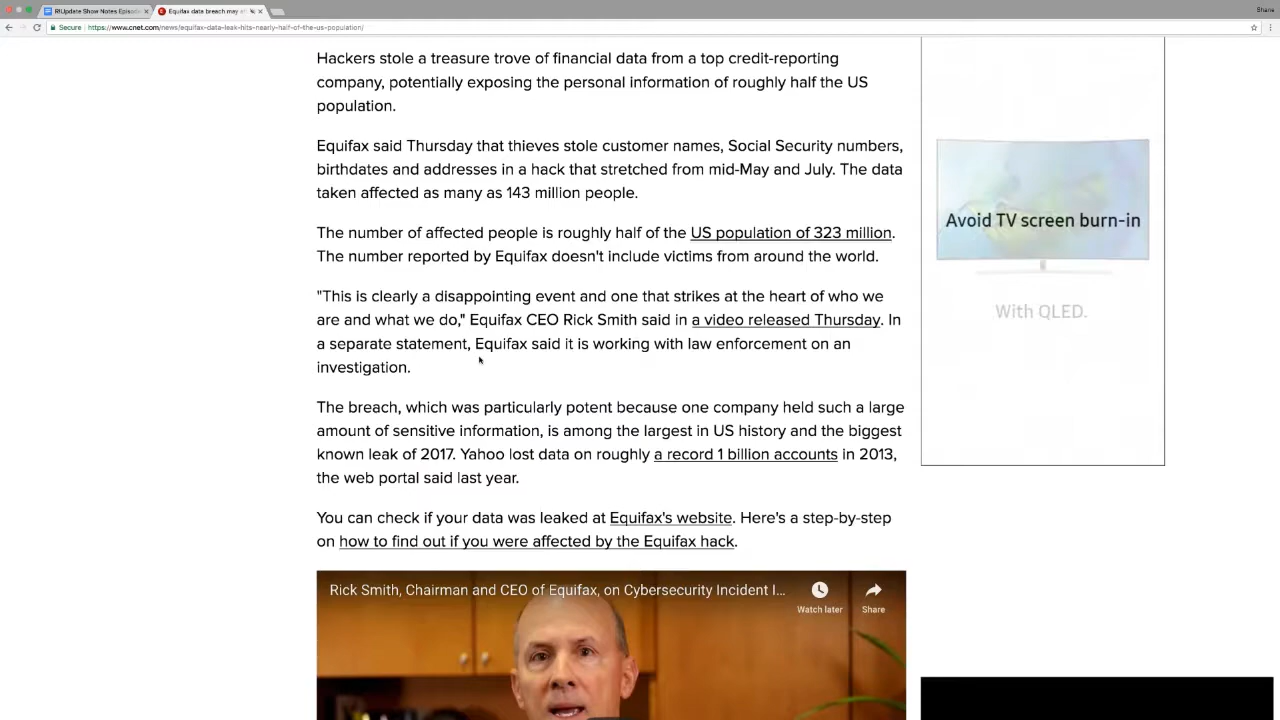 RIUpdate Show Notes Episode
Equifax data breach may
Share
Secure
https://www.cnet.com/news/equifax-data-leak-hits-nearly-half-of-the-us-population/
Hackers stole a treasure trove of financial data from a top credit-reporting
company, potentially exposing the personal information of roughly half the US
population.
Equifax said Thursday that thieves stole customer names, Social Security numbers,
birthdates and addresses in a hack that stretched from mid-May and July. The data
taken affected as many as 143 million people.
The number of affected people is roughly half of the US population of 323 million.
The number reported by Equifax doesn't include victims from around the world.
"This is clearly a disappointing event and one that strikes at the heart of who we
are and what we do," Equifax CEO Rick Smith said in a video released Thursday. In
a separate statement, Equifax said it is working with law enforcement on an
investigation.
The breach, which was particularly potent because one company held such a large
amount of sensitive information, is among the largest in US history and the biggest
known leak of 2017. Yahoo lost data on roughly a record 1 billion accounts in 2013,
the web portal said last year.
You can check if your data was leaked at Equifax's website. Here's a step-by-step
on how to find out if you were affected by the Equifax hack.
Rick Smith, Chairman and CEO of Equifax, on Cybersecurity Incident I...
Watch later
Share
Avoid TV screen burn-in
With QLED.